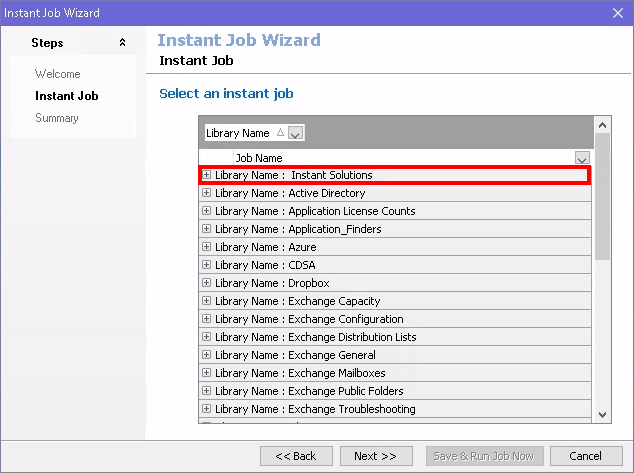 Instant Job Wizard
Steps
Welcome
Instant Job
Summary
Instant Job Wizard
Instant Job
Select an instant job
Library Name
Job Name
Library Name : Instant Solutions
Library Name : Active Directory
Library Name : Application License Counts
Library Name : Application_Finders
Library Name : Azure
Library Name : CDSA
Library Name : Dropbox
Library Name : Exchange Capacity
Library Name : Exchange Configuration
Library Name : Exchange Distribution Lists
Library Name : Exchange General
Library Name : Exchange Mailboxes
Library Name : Exchange Public Folders
Library Name : Exchange Troubleshooting
<< Back
Next >>
Save & Run Job Now
Cancel